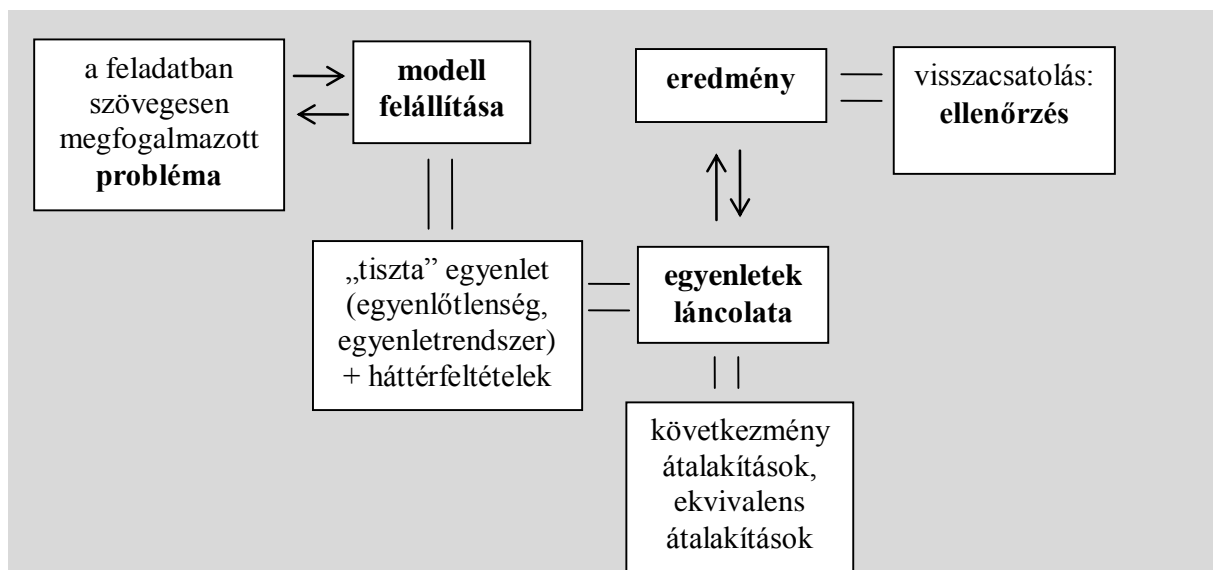 a feladatban
szövegesen
megfogalmazott
probléma
modell
felállítása
eredmény
visszacsatolás:
ellenőrzés
„tiszta” egyenlet
(egyenlőtlenség,
egyenletrendszer)
+ háttérfeltételek
egyenletek
láncolata
következmény
átalakítások,
ekvivalens
átalakítások